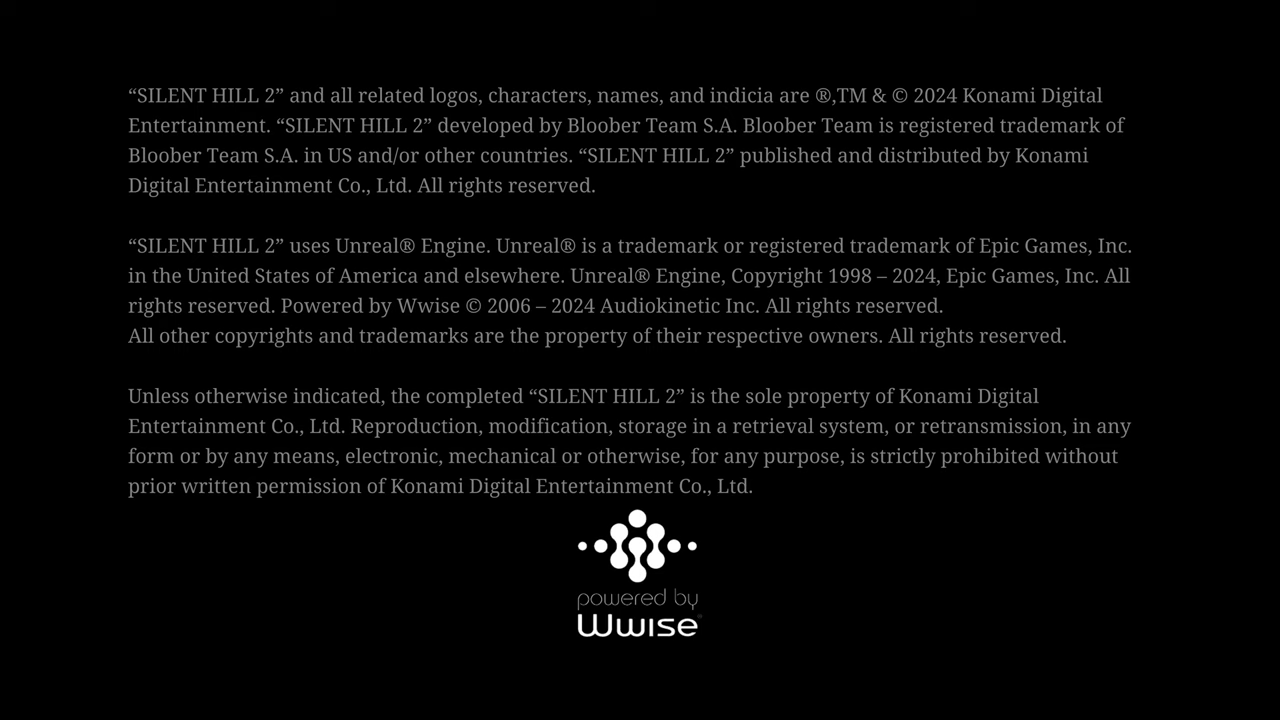 “SILENT HILL 2” and all related logos, characters, names, and indicia are ®,TM & © 2024 Konami Digital
Entertainment. “SILENT HILL 2” developed by Bloober Team S.A. Bloober Team is registered trademark of
Bloober Team S.A. in US and/or other countries. “SILENT HILL 2” published and distributed by Konami
Digital Entertainment Co., Ltd. All rights reserved.
“SILENT HILL 2” uses Unreal® Engine. Unreal® is a trademark or registered trademark of Epic Games, Inc.
in the United States of America and elsewhere. Unreal® Engine, Copyright 1998 – 2024, Epic Games, Inc. All
rights reserved. Powered by Wwise © 2006 – 2024 Audiokinetic Inc. All rights reserved.
All other copyrights and trademarks are the property of their respective owners. All rights reserved.
Unless otherwise indicated, the completed “SILENT HILL 2” is the sole property of Konami Digital
Entertainment Co., Ltd. Reproduction, modification, storage in a retrieval system, or retransmission, in any
form or by any means, electronic, mechanical or otherwise, for any purpose, is strictly prohibited without
prior written permission of Konami Digital Entertainment Co., Ltd.
powered by
Wwise®